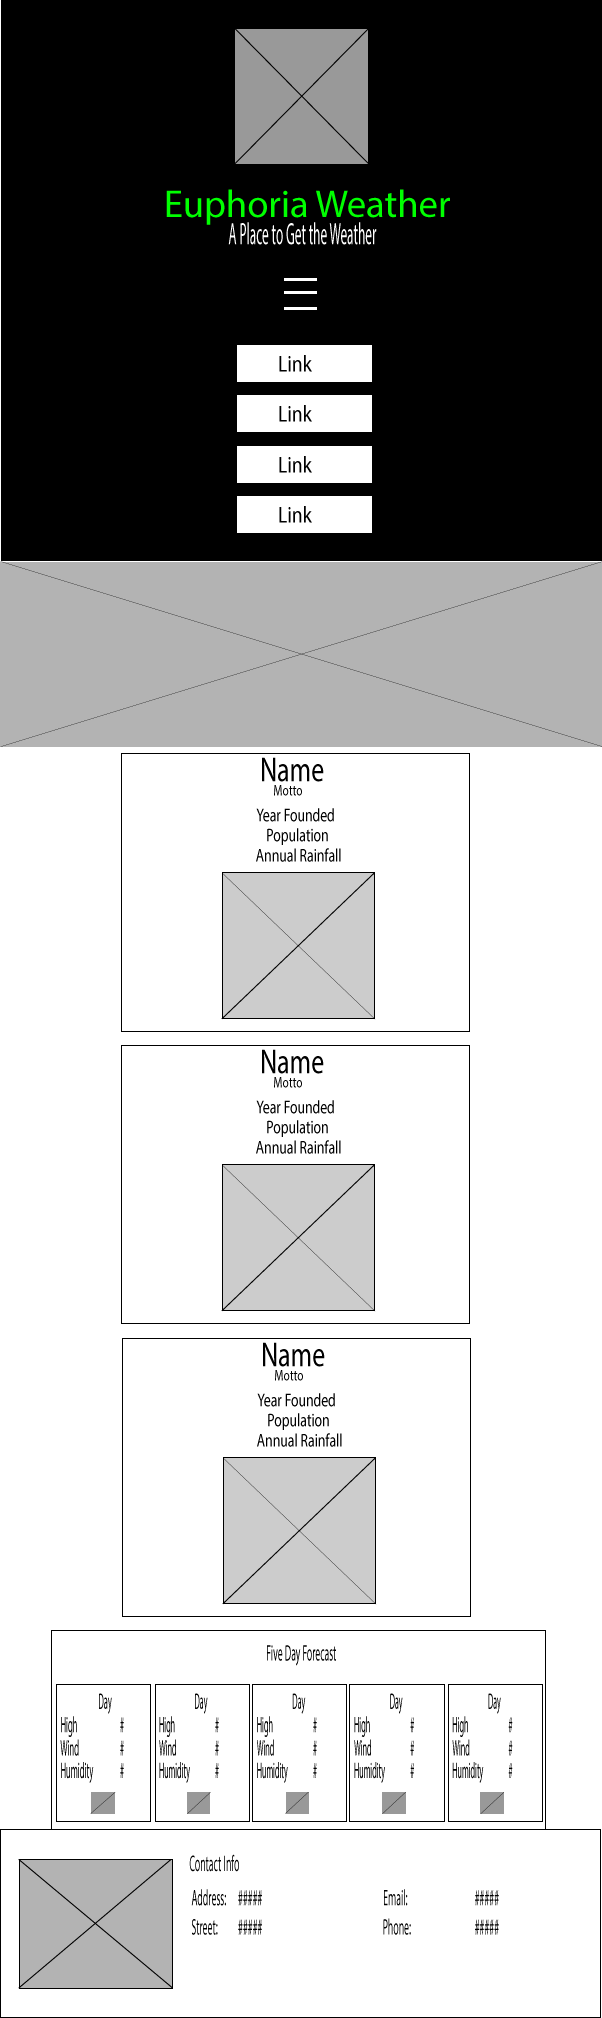 Euphoria Weather
A Place to Get the Weather
Link
Link
Link
Link
Name
Motto
Year Founded
Population
Annual Rainfall
Name
Motto
Year Founded
Population
Annual Rainfall
Name
Motto
Year Founded
Population
Annual Rainfall
Five Day Forecast
Day Day Day Day Day
High # High # High # High # High #
Wind # Wind # Wind # Wind # Wind #
Humidity # Humidity # Humidity # Humidity # Humidity #
Contact Info
Address: ##### Email: #####
Street: ##### Phone: #####